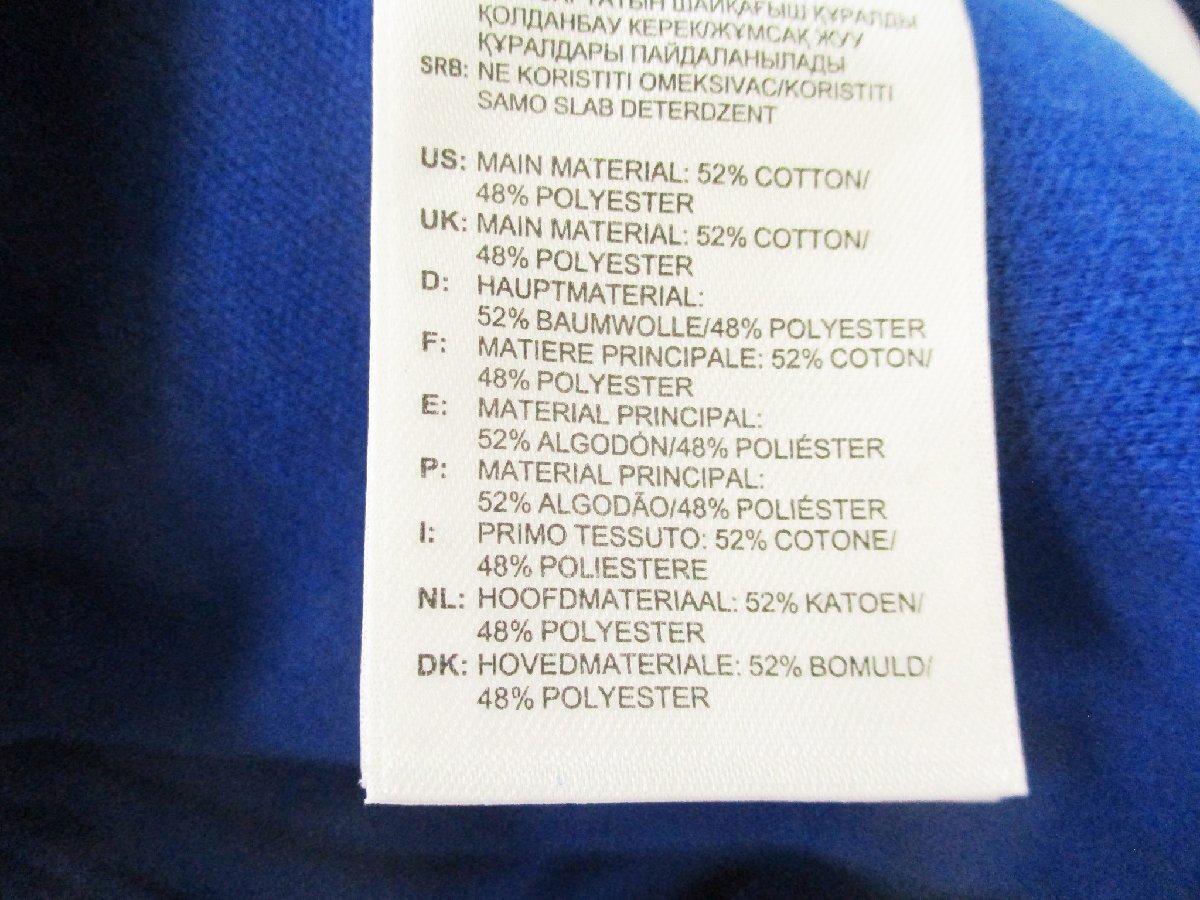 ШАЙҚАҒЫШ ҚҰРАЛДЫ
ҚОЛДАНБАУ КЕРЕК/ЖҰМСАҚ ЖУУ
ҚҰРАЛДАРЫ ПАЙДАЛАНЫЛАДЫ
SRB: NE KORISTITI OMEKSIVAC/KORISTITI
SAMO SLAB DETERDZENT
US: MAIN MATERIAL: 52% COTTON/
48% POLYESTER
UK: MAIN MATERIAL: 52% COTTON/
48% POLYESTER
D: HAUPTMATERIAL:
52% BAUMWOLLE/48% POLYESTER
F: MATIERE PRINCIPALE: 52% COTON/
48% POLYESTER
E: MATERIAL PRINCIPAL:
52% ALGODÓN/48% POLIÉSTER
P: MATERIAL PRINCIPAL:
52% ALGODÃO/48% POLIÉSTER
I: PRIMO TESSUTO: 52% COTONE/
48% POLIESTERE
NL: HOOFDMATERIAAL: 52% KATOEN/
48% POLYESTER
DK: HOVEDMATERIALE: 52% BOMULD/
48% POLYESTER